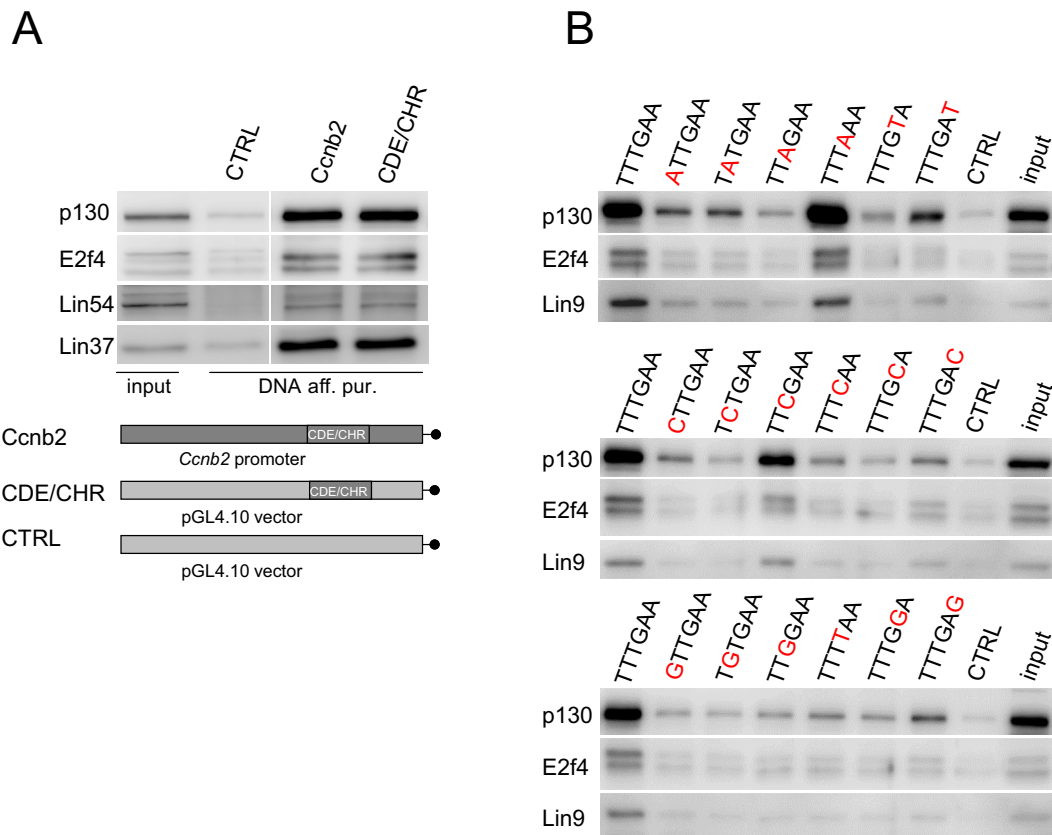 A
CTRL
Ccnb2
CDE/CHR
p130
E2f4
Lin54
Lin37
input
DNA aff. pur.
Ccnb2
CDE/CHR
Ccnb2 promoter
CDE/CHR
CDE/CHR
pGL4.10 vector
CTRL
pGL4.10 vector
B
TTTGAA
ATTGAA
TATGAA
TTAGAA
TTTAAA
TTTGTA
TTTGAT
CTRL
input
p130
E2f4
Lin9
TTTGAA
CTTGAA
TCTGAA
TTCGAA
TTTCAA
TTTGCA
TTTGAC
CTRL
input
p130
E2f4
Lin9
TTTGAA
GTTGAA
TGTGAA
TTGGAA
TTTTAA
TTTGGA
TTTGAG
CTRL
input
p130
E2f4
Lin9